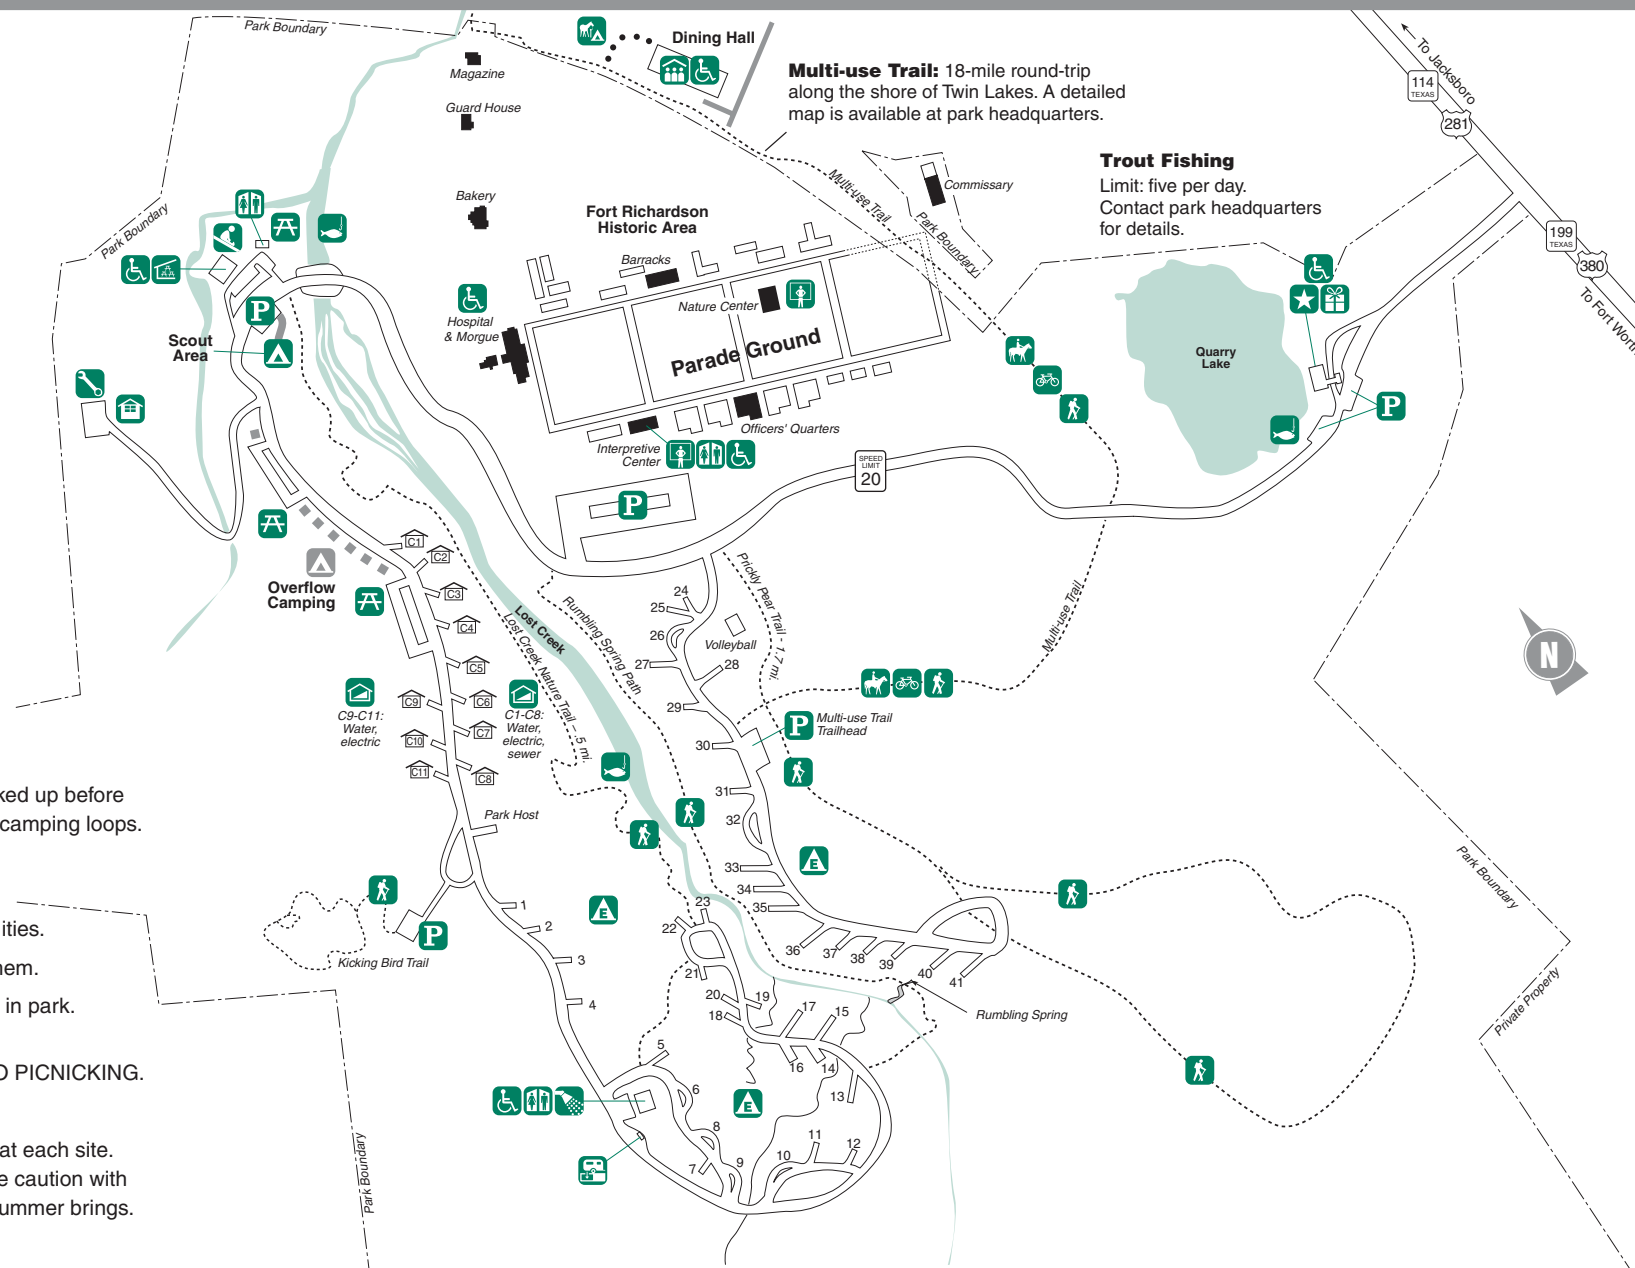 Park Boundary
Magazine
Guard House
Dining Hall
Multi-use Trail: 18-mile round-trip
along the shore of Twin Lakes. A detailed
map is available at park headquarters.
To Jacksboro
114
TEXAS
281
Trout Fishing
Limit: five per day.
Contact park headquarters
for details.
199
TEXAS
380
To Fort Worth
Park Boundary
Bakery
Fort Richardson
Historic Area
Multi-use Trail
Commissary
Park Boundary
Barracks
Nature Center
Hospital
& Morgue
Parade Ground
Officers' Quarters
Interpretive
Center
Quarry
Lake
P
P
P
Scout
Area
SPEED
LIMIT
20
Overflow
Camping
C1
C2
C3
C4
C5
C6
C7
C8
C9
C10
C11
C9-C11:
Water,
electric
C1-C8:
Water,
electric,
sewer
Lost Creek
Lost Creek Nature Trail – .5 mi.
Rumbling Spring Path
Prickly Pear Trail - 1.7 mi.
Volleyball
Multi-use Trail
P
Multi-use Trail
Trailhead
N
24
25
26
27
28
29
30
31
32
33
34
35
36
37
38
39
40
41
E
E
E
Park Host
P
Kicking Bird Trail
1
2
3
4
5
6
7
8
9
10
11
12
13
14
15
16
17
18
19
20
21
22
23
Rumbling Spring
Park Boundary
Private Property
Park Boundary
ked up before
camping loops.
ities.
nem.
in park.
D PICNICKING.
at each site.
e caution with
ummer brings.